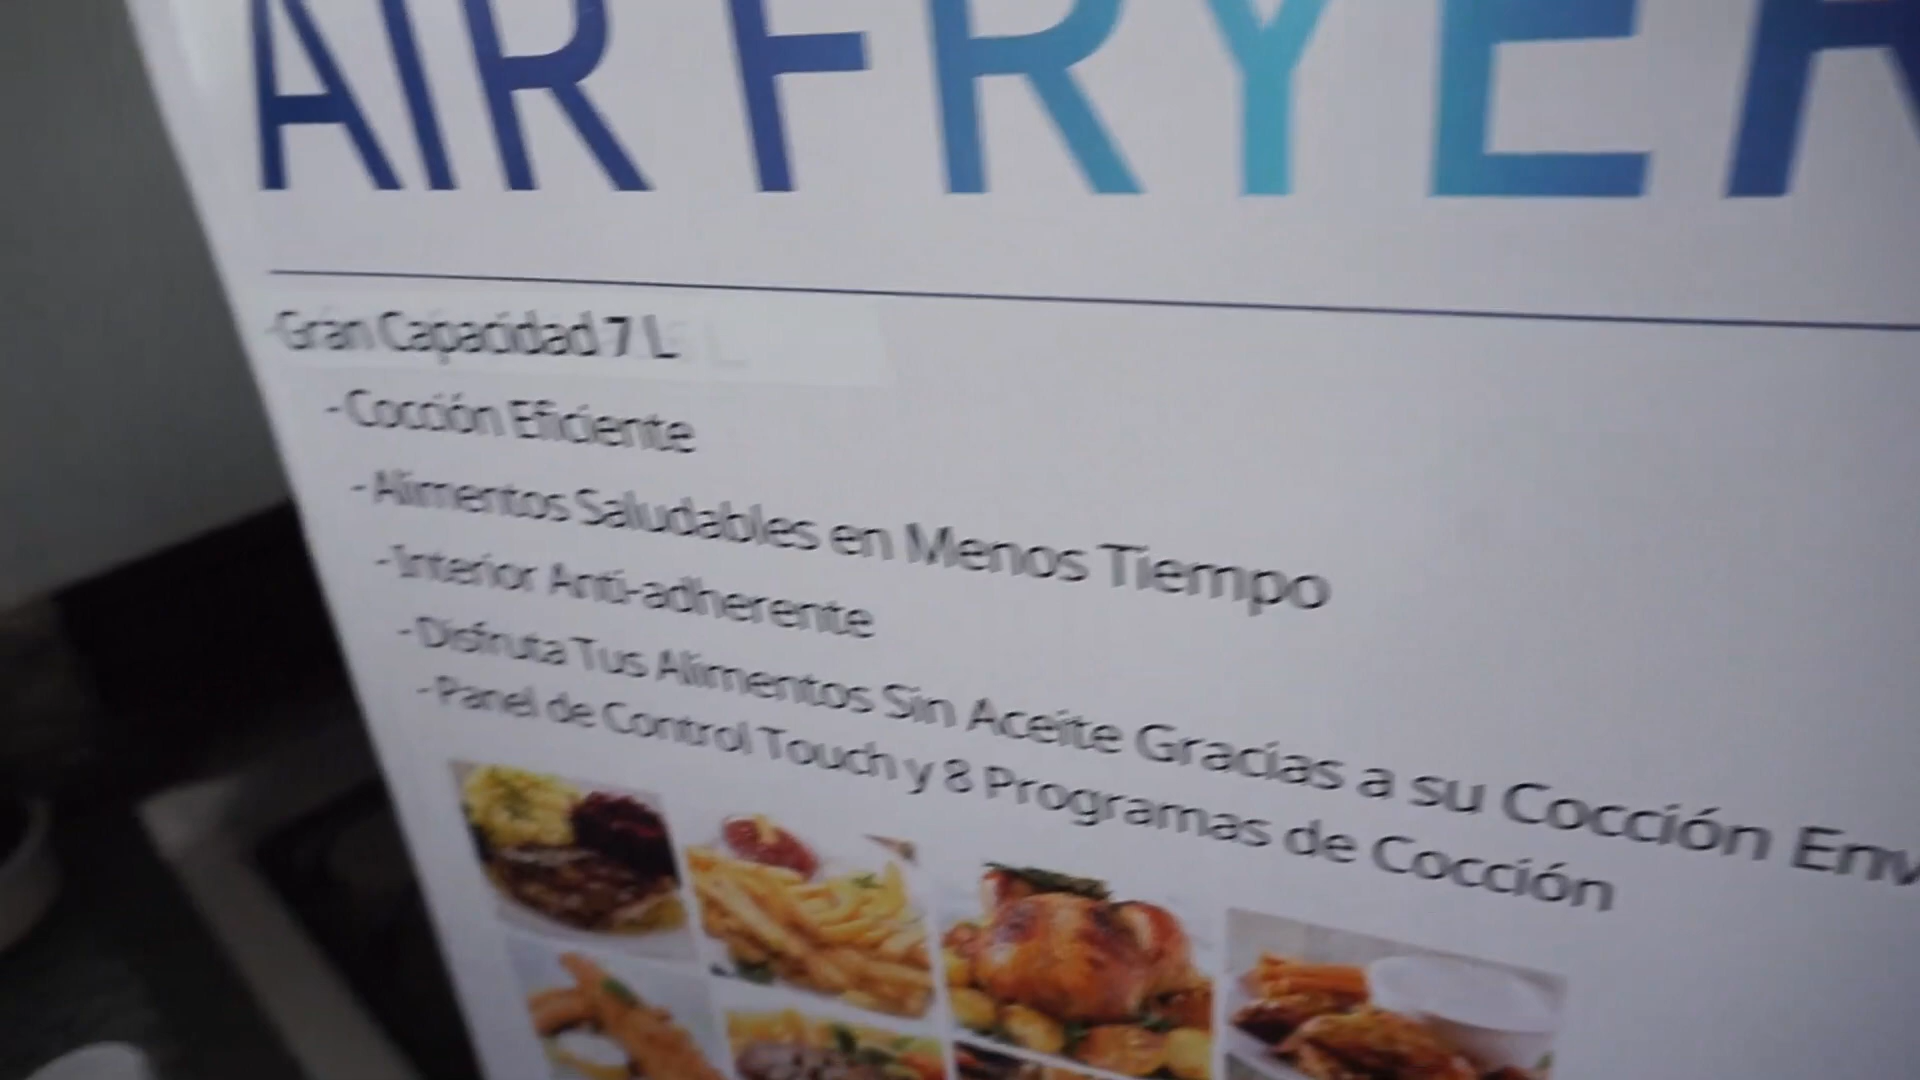 AIR FRYER
-Gran Capacidad 7 L
-Cocción Eficiente
-Alimentos Saludables en Menos Tiempo
-Interior Anti-adherente
-Disfruta Tus Alimentos Sin Aceite Gracias a su Cocción
-Panel de Control Touch y 8 Programas de Cocción